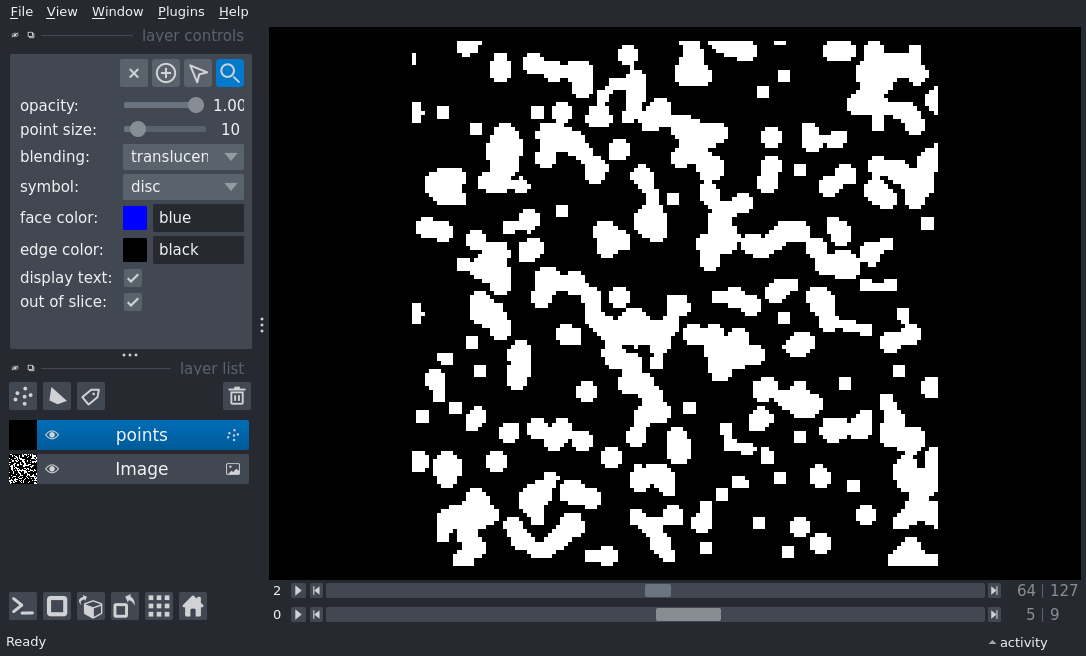 File View Window Plugins Help
layer controls
opacity: 1.00
point size: 10
blending: translucen
symbol: disc
face color: blue
edge color: black
display text:
out of slice:
layer list
points
Image
2 64 | 127
0 5 | 9
Ready activity